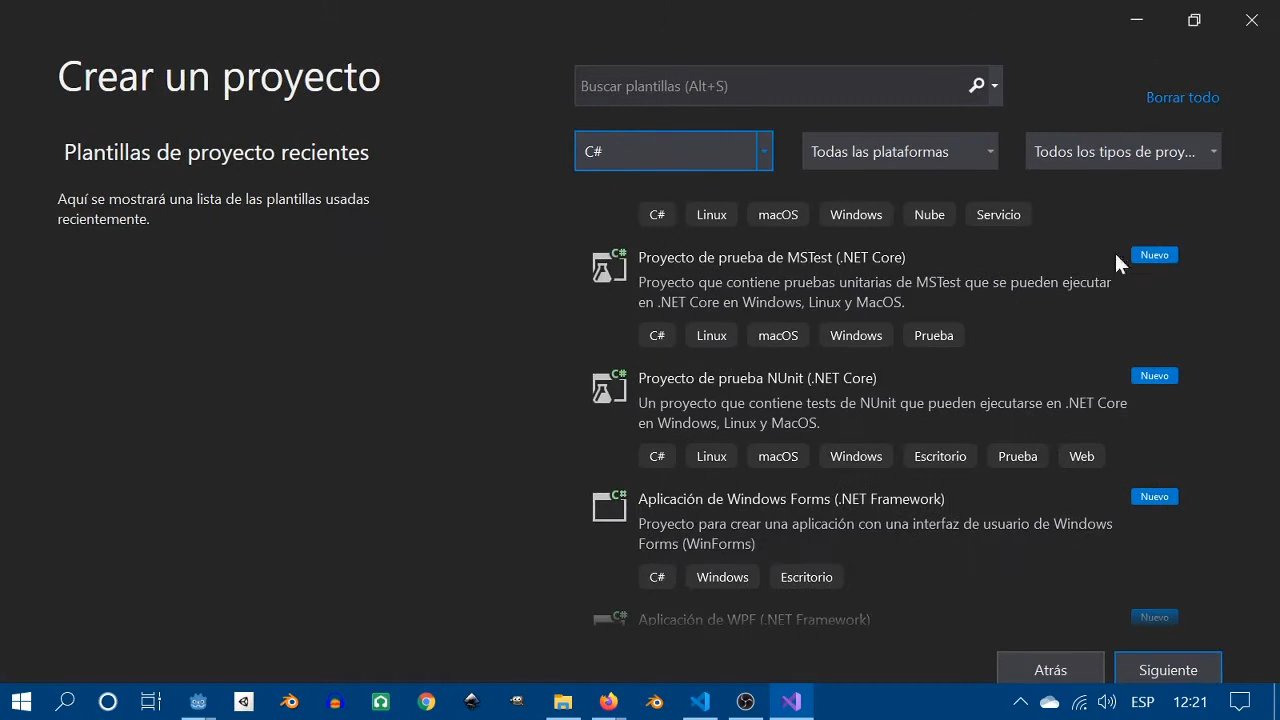 Crear un proyecto
Buscar plantillas (Alt+S)
Borrar todo
Plantillas de proyecto recientes
C#
Todas las plataformas
Todos los tipos de proy...
Aquí se mostrará una lista de las plantillas usadas
recientemente.
C# Linux macOS Windows Nube Servicio
C#
Proyecto de prueba de MSTest (.NET Core)
Nuevo
Proyecto que contiene pruebas unitarias de MSTest que se pueden ejecutar
en .NET Core en Windows, Linux y MacOS.
C# Linux macOS Windows Prueba
C#
Proyecto de prueba NUnit (.NET Core)
Nuevo
Un proyecto que contiene tests de NUnit que pueden ejecutarse en .NET Core
en Windows, Linux y MacOS.
C# Linux macOS Windows Escritorio Prueba Web
C#
Aplicación de Windows Forms (.NET Framework)
Nuevo
Proyecto para crear una aplicación con una interfaz de usuario de Windows
Forms (WinForms)
C# Windows Escritorio
C#
Aplicación de WPF (.NET Framework)
Nuevo
Atrás
Siguiente
ESP
12:21